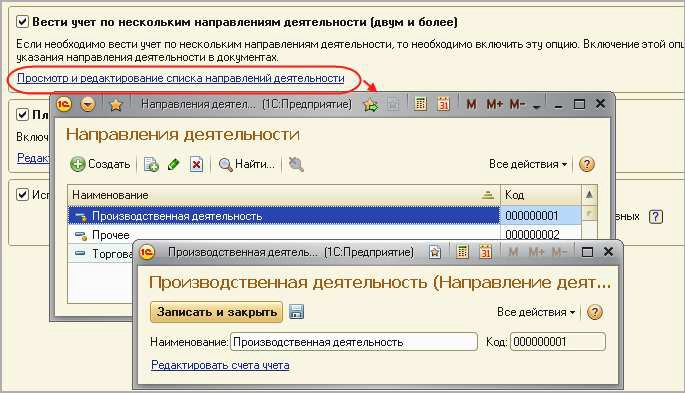 Вести учет по нескольким направлениям деятельности (двум и более)
Если необходимо вести учет по нескольким направлениям деятельности, то необходимо включить эту опцию. Включение этой опц
указания направления деятельности в документах.
Просмотр и редактирование списка направлений деятельности
Пл
Включ
Редакт
Исп
вных ?
1С Направления деятел... (1С:Предприятие) 31 M M+ M-
Направления деятельности
Создать Найти... Все действия ?
Наименование Код
Производственная деятельность 000000001
Прочее 000000002
Торгова
1С Производственная деятель... (1С:Предприятие) 31 M M+ M-
Производственная деятельность (Направление деят...
Записать и закрыть Все действия ?
Наименование: Производственная деятельность Код: 000000001
Редактировать счета учета